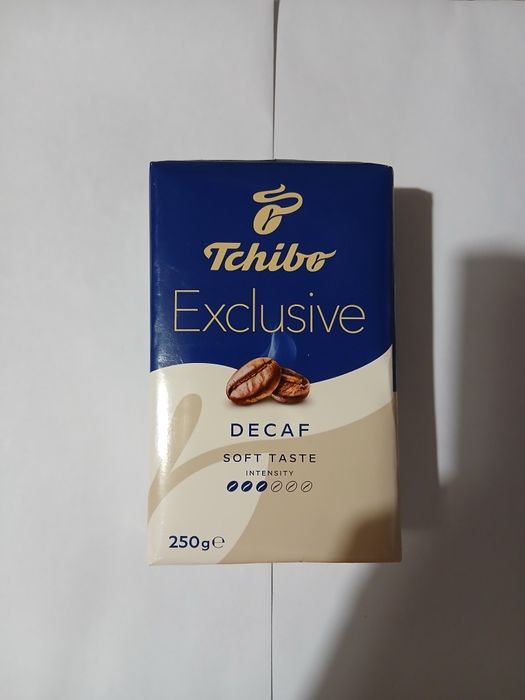 Tchibo
Exclusive
DECAF
SOFT TASTE
INTENSITY
250g℮